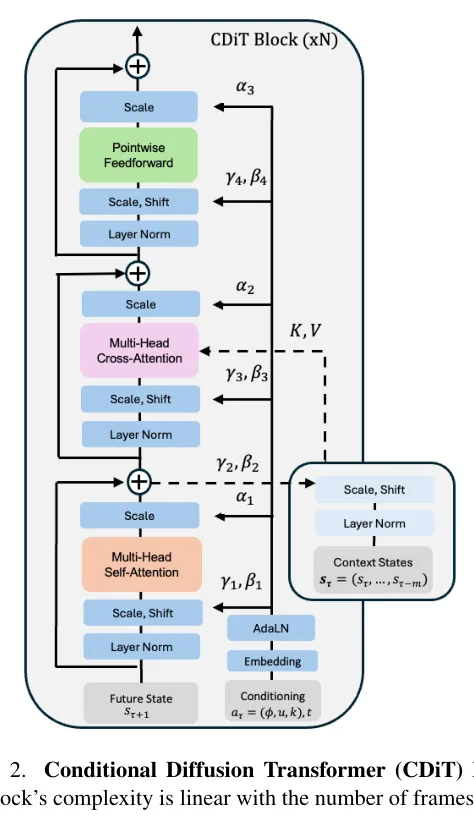 CDiT Block (xN)
Scale
α₃
Pointwise
Feedforward
γ₄, β₄
Scale, Shift
Layer Norm
Scale
α₂
Multi-Head
Cross-Attention
K, V
γ₃, β₃
Scale, Shift
Layer Norm
γ₂, β₂
Scale
α₁
Multi-Head
Self-Attention
γ₁, β₁
Scale, Shift
Layer Norm
Future State
sτ₊₁
AdaLN
Embedding
Conditioning
aτ = (ϕ, u, k), t
Scale, Shift
Layer Norm
Context States
sτ = (sτ, ..., sτ₋ₘ)
2. Conditional Diffusion Transformer (CDiT)
ock's complexity is linear with the number of frames